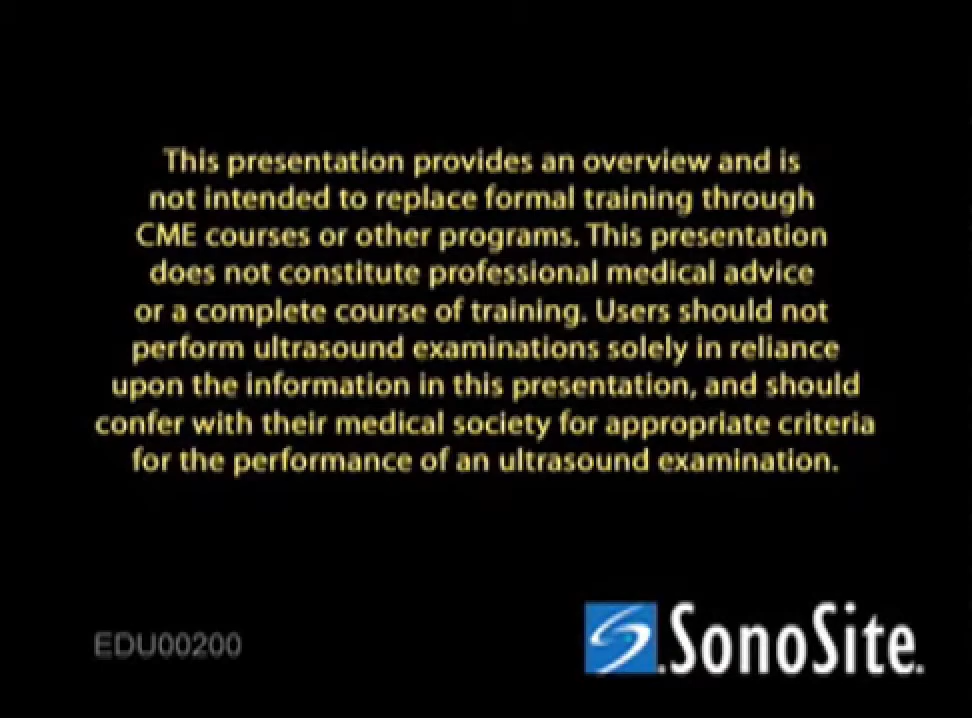 This presentation provides an overview and is
not intended to replace formal training through
CME courses or other programs. This presentation
does not constitute professional medical advice
or a complete course of training. Users should not
perform ultrasound examinations solely in reliance
upon the information in this presentation, and should
confer with their medical society for appropriate criteria
for the performance of an ultrasound examination.
EDU00200
SonoSite.